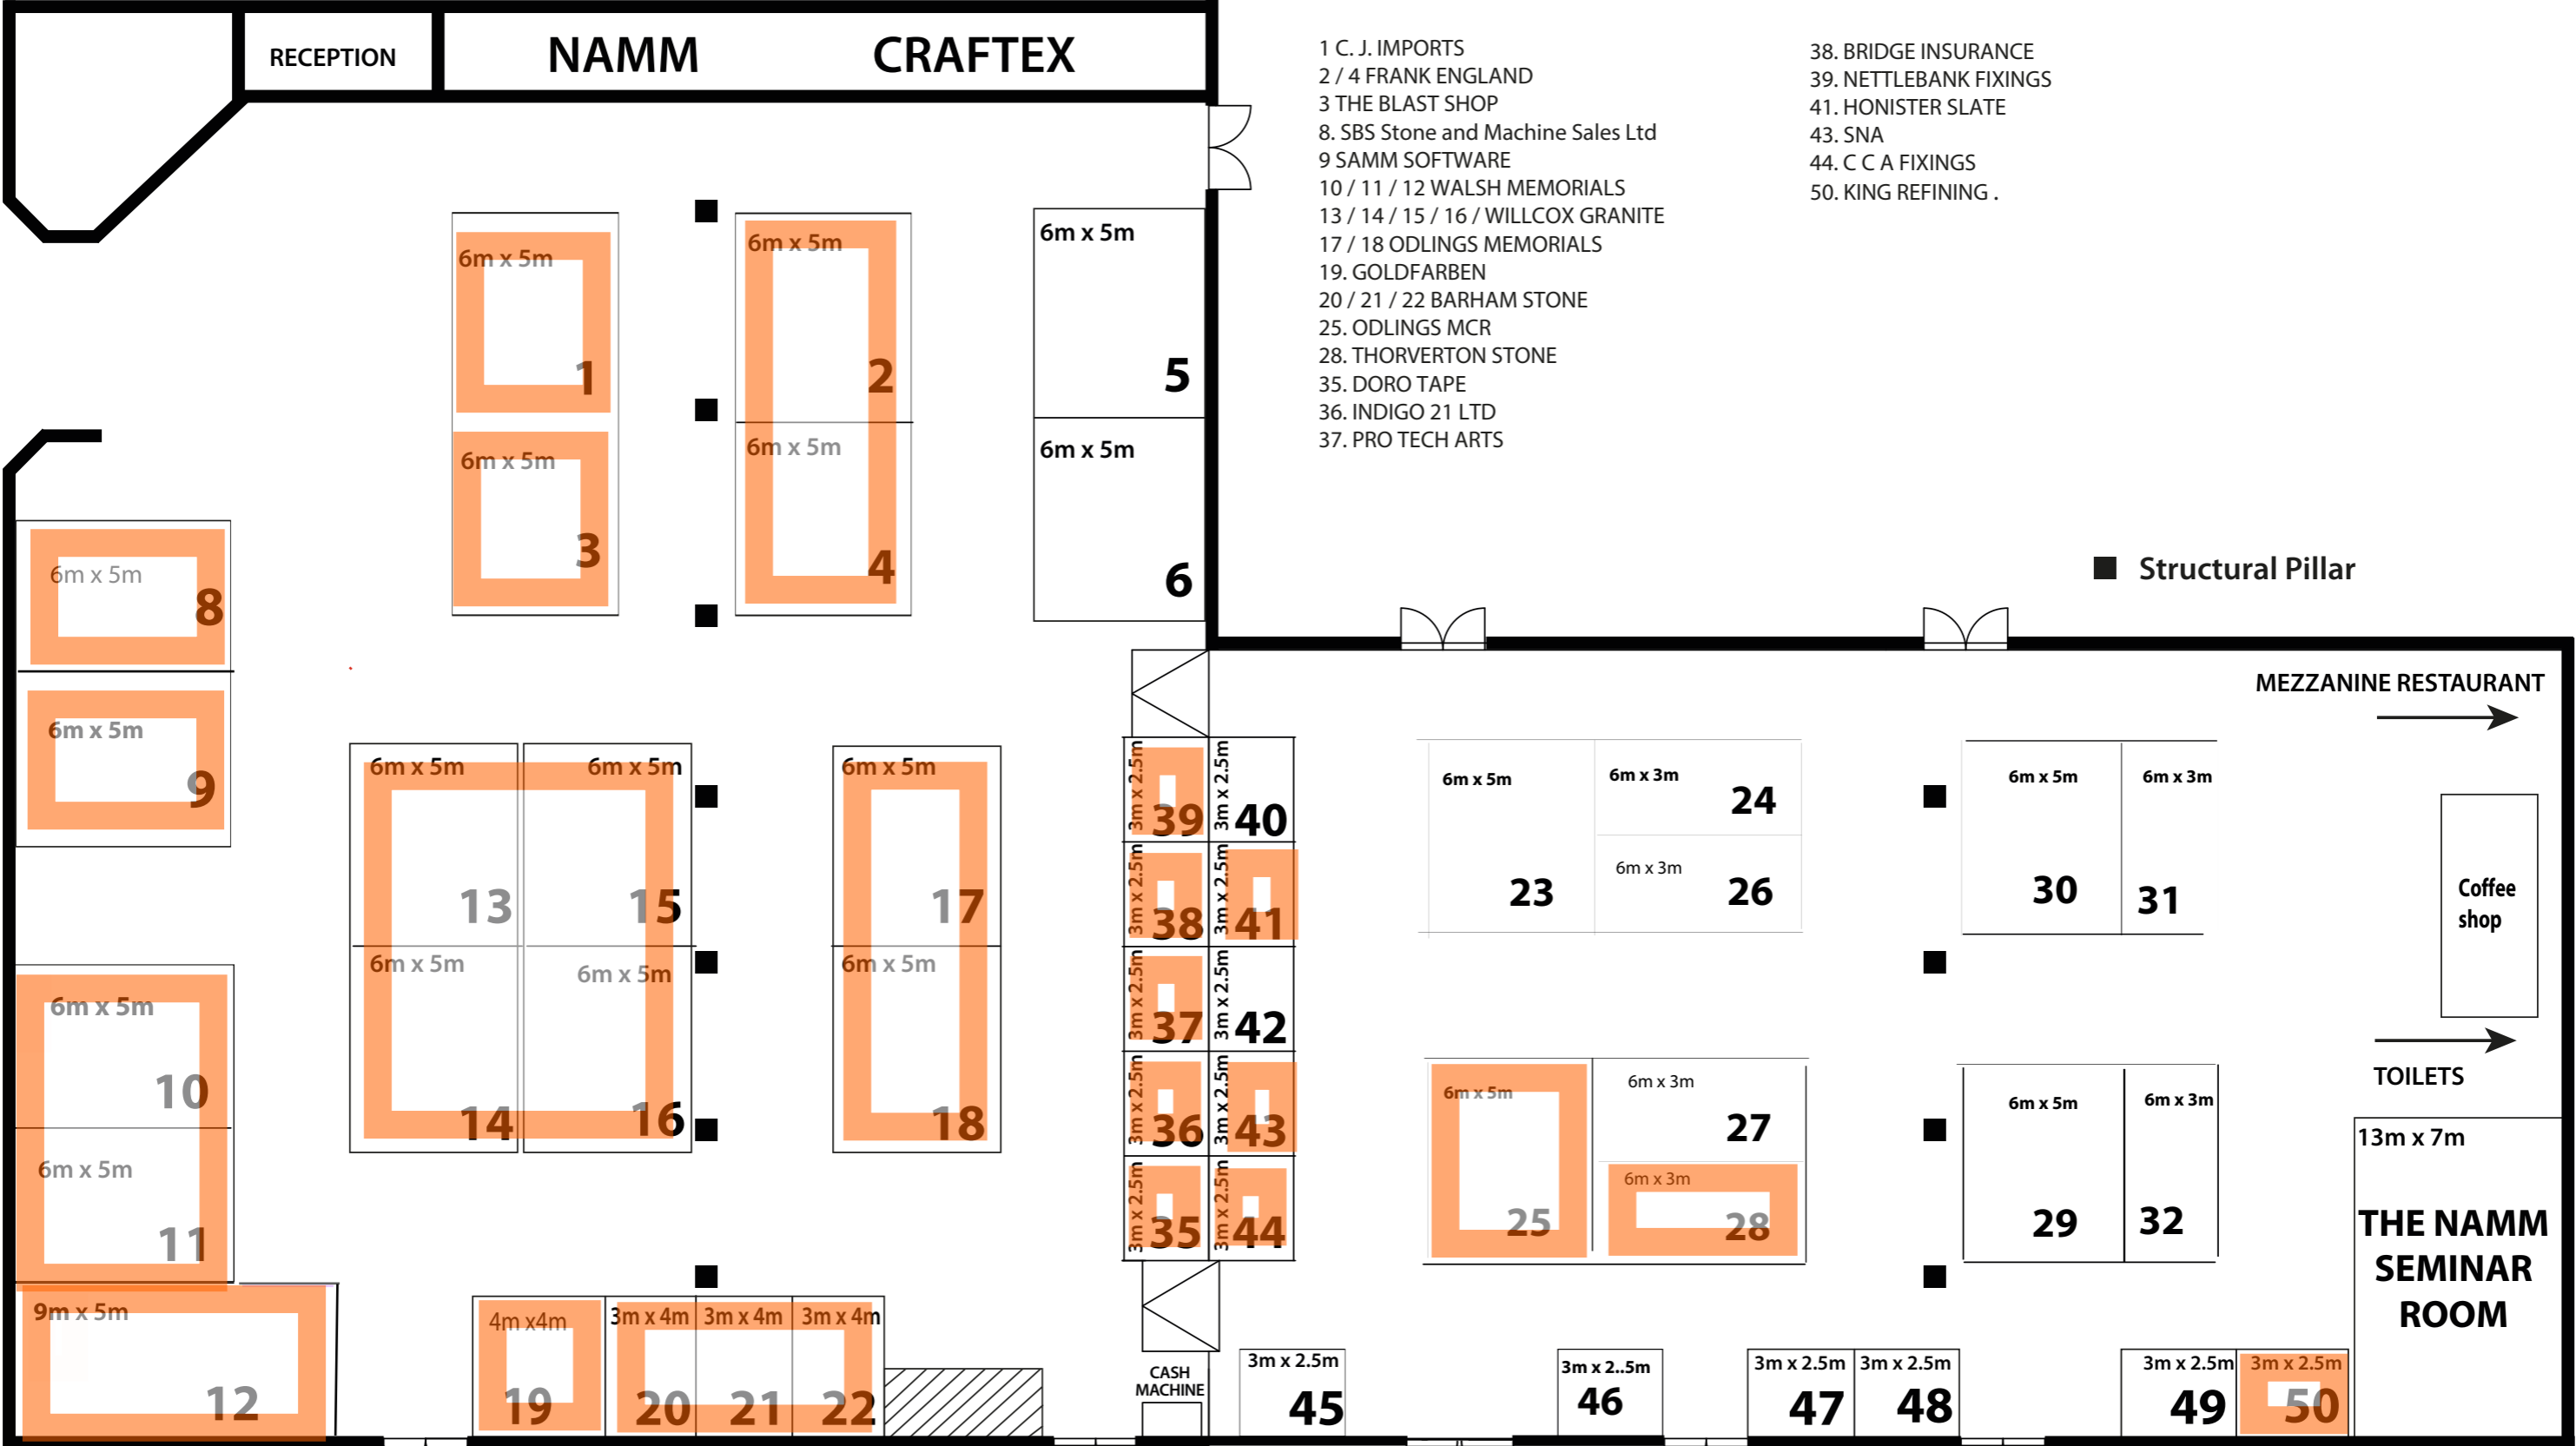 RECEPTION
NAMM CRAFTEX
1 C. J. IMPORTS
2 / 4 FRANK ENGLAND
3 THE BLAST SHOP
8. SBS Stone and Machine Sales Ltd
9 SAMM SOFTWARE
10 / 11 / 12 WALSH MEMORIALS
13 / 14 / 15 / 16 / WILLCOX GRANITE
17 / 18 ODLINGS MEMORIALS
19. GOLDFARBEN
20 / 21 / 22 BARHAM STONE
25. ODLINGS MCR
28. THORVERTON STONE
35. DORO TAPE
36. INDIGO 21 LTD
37. PRO TECH ARTS
38. BRIDGE INSURANCE
39. NETTLEBANK FIXINGS
41. HONISTER SLATE
43. SNA
44. C C A FIXINGS
50. KING REFINING .
Structural Pillar
6m x 5m
1
6m x 5m
3
6m x 5m
2
6m x 5m
4
6m x 5m
5
6m x 5m
6
6m x 5m
8
6m x 5m
9
6m x 5m
10
6m x 5m
11
9m x 5m
12
6m x 5m
13
6m x 5m
14
6m x 5m
15
6m x 5m
16
6m x 5m
17
6m x 5m
18
4m x4m
19
3m x 4m
20
3m x 4m
21
3m x 4m
22
3m x 2.5m
39
3m x 2.5m
40
3m x 2.5m
38
3m x 2.5m
41
3m x 2.5m
37
3m x 2.5m
42
3m x 2.5m
36
3m x 2.5m
43
3m x 2.5m
35
3m x 2.5m
44
CASH
MACHINE
6m x 5m
23
6m x 3m
24
6m x 3m
26
6m x 5m
25
6m x 3m
27
6m x 3m
28
6m x 5m
30
6m x 3m
31
6m x 5m
29
6m x 3m
32
MEZZANINE RESTAURANT
Coffee
shop
TOILETS
13m x 7m
THE NAMM
SEMINAR
ROOM
3m x 2.5m
45
3m x 2..5m
46
3m x 2.5m
47
3m x 2.5m
48
3m x 2.5m
49
3m x 2.5m
50